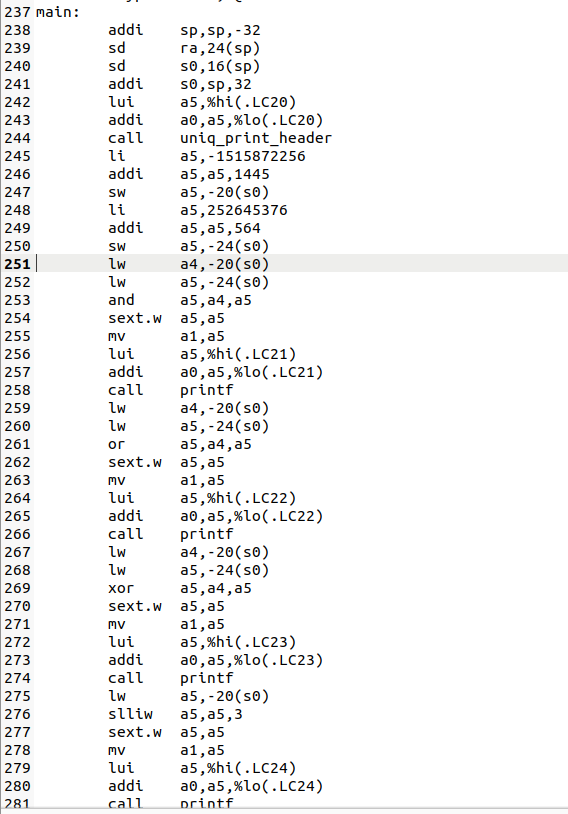 237 main:
238 addi sp,sp,-32
239 sd ra,24(sp)
240 sd s0,16(sp)
241 addi s0,sp,32
242 lui a5,%hi(.LC20)
243 addi a0,a5,%lo(.LC20)
244 call uniq_print_header
245 li a5,-1515872256
246 addi a5,a5,1445
247 sw a5,-20(s0)
248 li a5,252645376
249 addi a5,a5,564
250 sw a5,-24(s0)
251 lw a4,-20(s0)
252 lw a5,-24(s0)
253 and a5,a4,a5
254 sext.w a5,a5
255 mv a1,a5
256 lui a5,%hi(.LC21)
257 addi a0,a5,%lo(.LC21)
258 call printf
259 lw a4,-20(s0)
260 lw a5,-24(s0)
261 or a5,a4,a5
262 sext.w a5,a5
263 mv a1,a5
264 lui a5,%hi(.LC22)
265 addi a0,a5,%lo(.LC22)
266 call printf
267 lw a4,-20(s0)
268 lw a5,-24(s0)
269 xor a5,a4,a5
270 sext.w a5,a5
271 mv a1,a5
272 lui a5,%hi(.LC23)
273 addi a0,a5,%lo(.LC23)
274 call printf
275 lw a5,-20(s0)
276 slliw a5,a5,3
277 sext.w a5,a5
278 mv a1,a5
279 lui a5,%hi(.LC24)
280 addi a0,a5,%lo(.LC24)
281 call printf